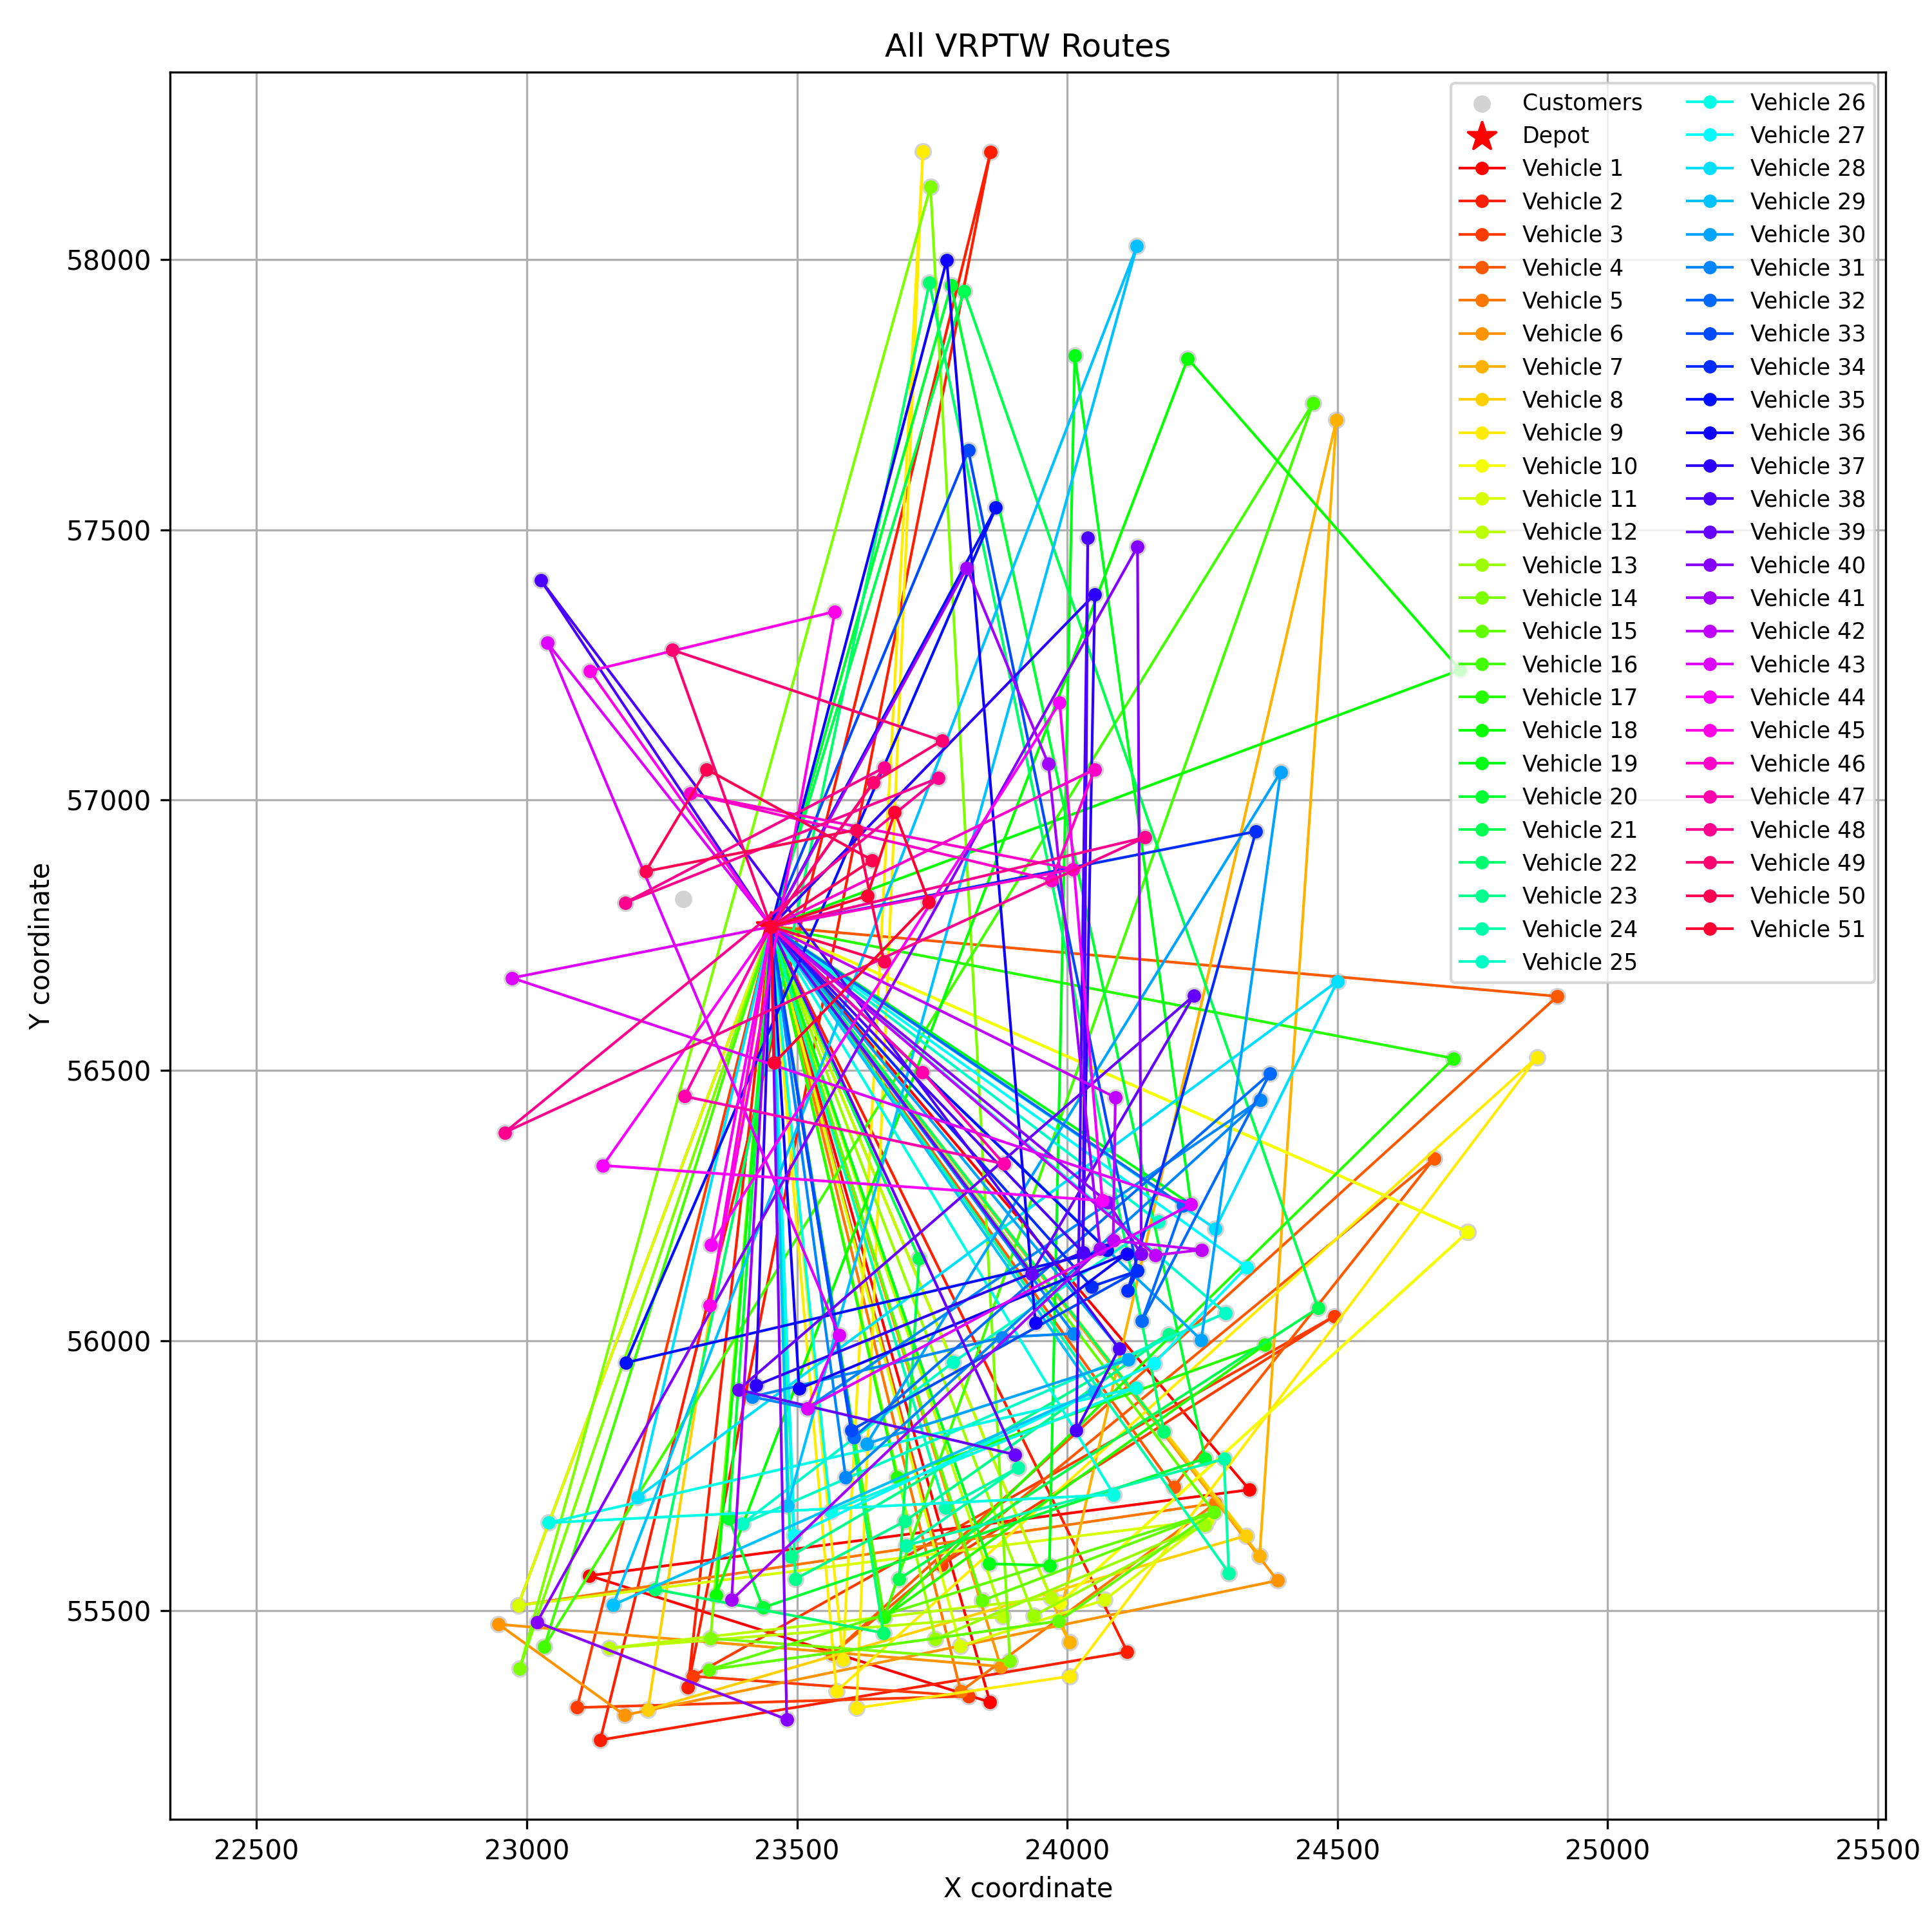 All VRPTW Routes
Customers
Depot
Vehicle 1
Vehicle 2
Vehicle 3
Vehicle 4
Vehicle 5
Vehicle 6
Vehicle 7
Vehicle 8
Vehicle 9
Vehicle 10
Vehicle 11
Vehicle 12
Vehicle 13
Vehicle 14
Vehicle 15
Vehicle 16
Vehicle 17
Vehicle 18
Vehicle 19
Vehicle 20
Vehicle 21
Vehicle 22
Vehicle 23
Vehicle 24
Vehicle 25
Vehicle 26
Vehicle 27
Vehicle 28
Vehicle 29
Vehicle 30
Vehicle 31
Vehicle 32
Vehicle 33
Vehicle 34
Vehicle 35
Vehicle 36
Vehicle 37
Vehicle 38
Vehicle 39
Vehicle 40
Vehicle 41
Vehicle 42
Vehicle 43
Vehicle 44
Vehicle 45
Vehicle 46
Vehicle 47
Vehicle 48
Vehicle 49
Vehicle 50
Vehicle 51
Y coordinate
58000
57500
57000
56500
56000
55500
22500
23000
23500
24000
24500
25000
25500
X coordinate